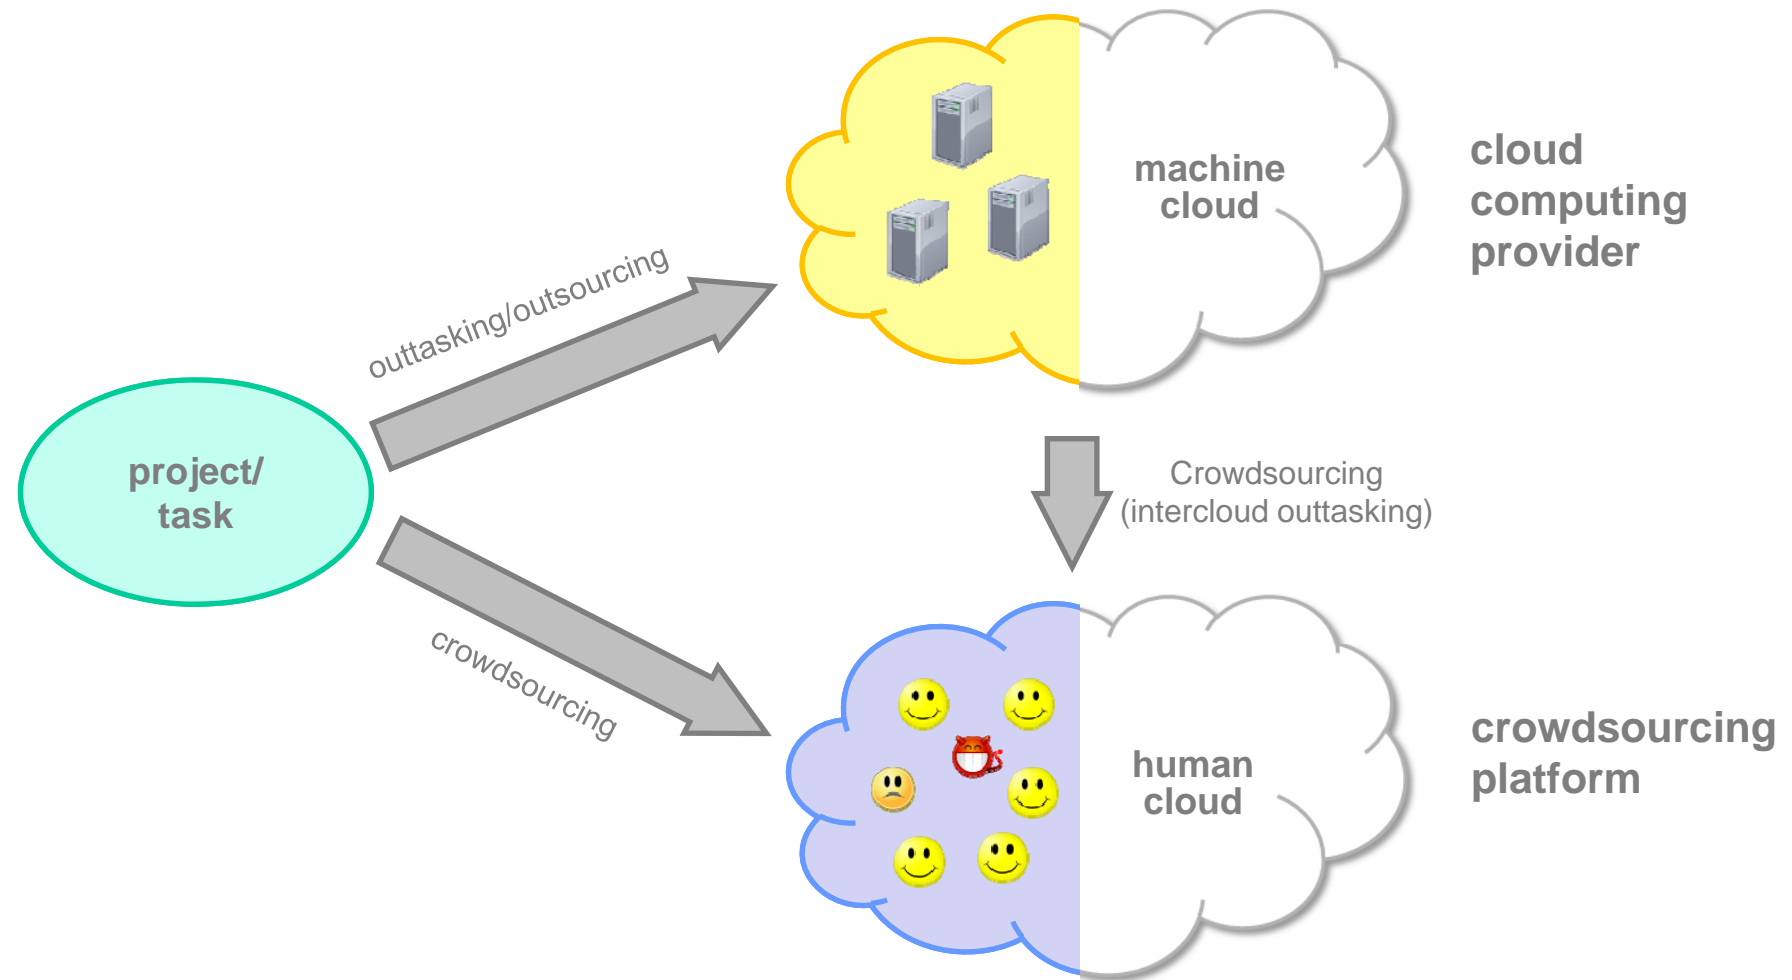 machine
cloud
cloud
computing
provider
outtasking/outsourcing
project/
task
Crowdsourcing
(intercloud outtasking)
crowdsourcing
human
cloud
crowdsourcing
platform